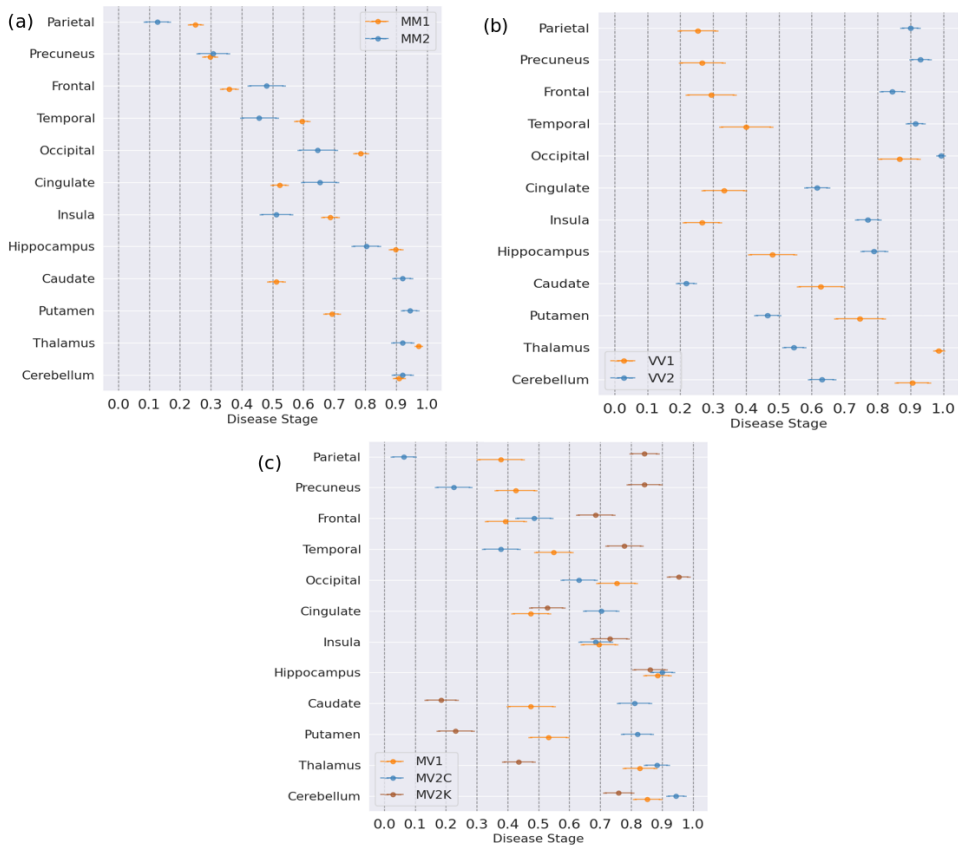 (a)
Parietal
Precuneus
Frontal
Temporal
Occipital
Cingulate
Insula
Hippocampus
Caudate
Putamen
Thalamus
Cerebellum
MM1
MM2
0.0 0.1 0.2 0.3 0.4 0.5 0.6 0.7 0.8 0.9 1.0
Disease Stage
(b)
Parietal
Precuneus
Frontal
Temporal
Occipital
Cingulate
Insula
Hippocampus
Caudate
Putamen
Thalamus
Cerebellum
VV1
VV2
0.0 0.1 0.2 0.3 0.4 0.5 0.6 0.7 0.8 0.9 1.0
Disease Stage
(c)
Parietal
Precuneus
Frontal
Temporal
Occipital
Cingulate
Insula
Hippocampus
Caudate
Putamen
Thalamus
Cerebellum
MV1
MV2C
MV2K
0.0 0.1 0.2 0.3 0.4 0.5 0.6 0.7 0.8 0.9 1.0
Disease Stage